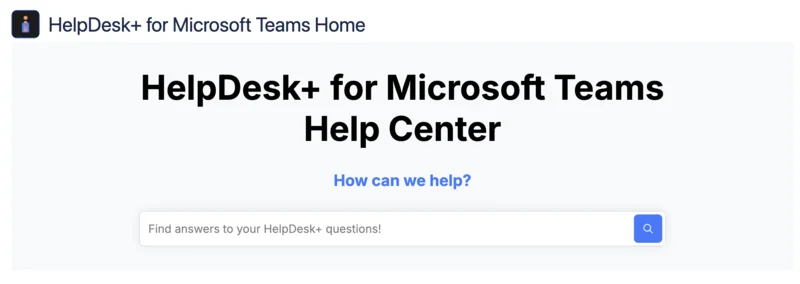 HelpDesk+ for Microsoft Teams Home
HelpDesk+ for Microsoft Teams
Help Center
How can we help?
Find answers to your HelpDesk+ questions!